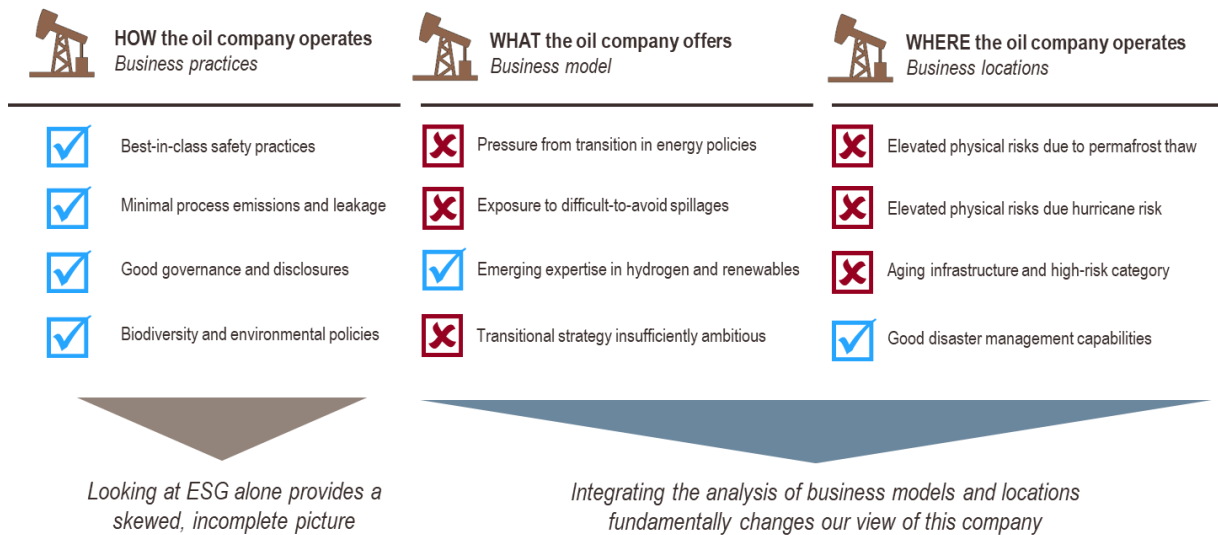 HOW the oil company operates
Business practices
Best-in-class safety practices
Minimal process emissions and leakage
Good governance and disclosures
Biodiversity and environmental policies
Looking at ESG alone provides a
skewed, incomplete picture
WHAT the oil company offers
Business model
Pressure from transition in energy policies
Exposure to difficult-to-avoid spillages
Emerging expertise in hydrogen and renewables
Transitional strategy insufficiently ambitious
WHERE the oil company operates
Business locations
Elevated physical risks due to permafrost thaw
Elevated physical risks due hurricane risk
Aging infrastructure and high-risk category
Good disaster management capabilities
Integrating the analysis of business models and locations
fundamentally changes our view of this company